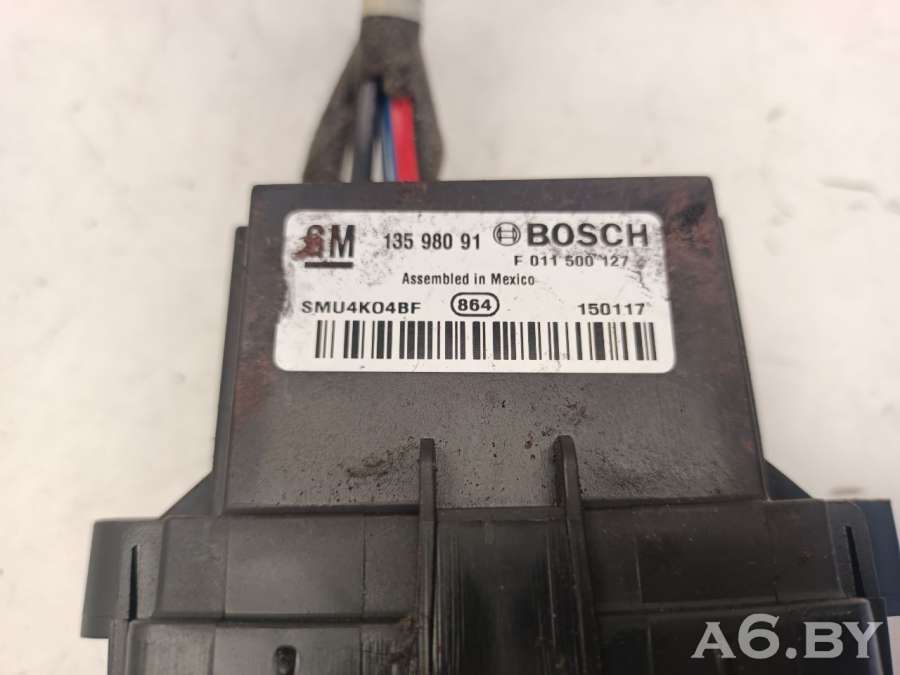 GM 135 980 91 BOSCH
F 011 500 127
Assembled in Mexico
SMU4K04BF 864 150117
A6.BY